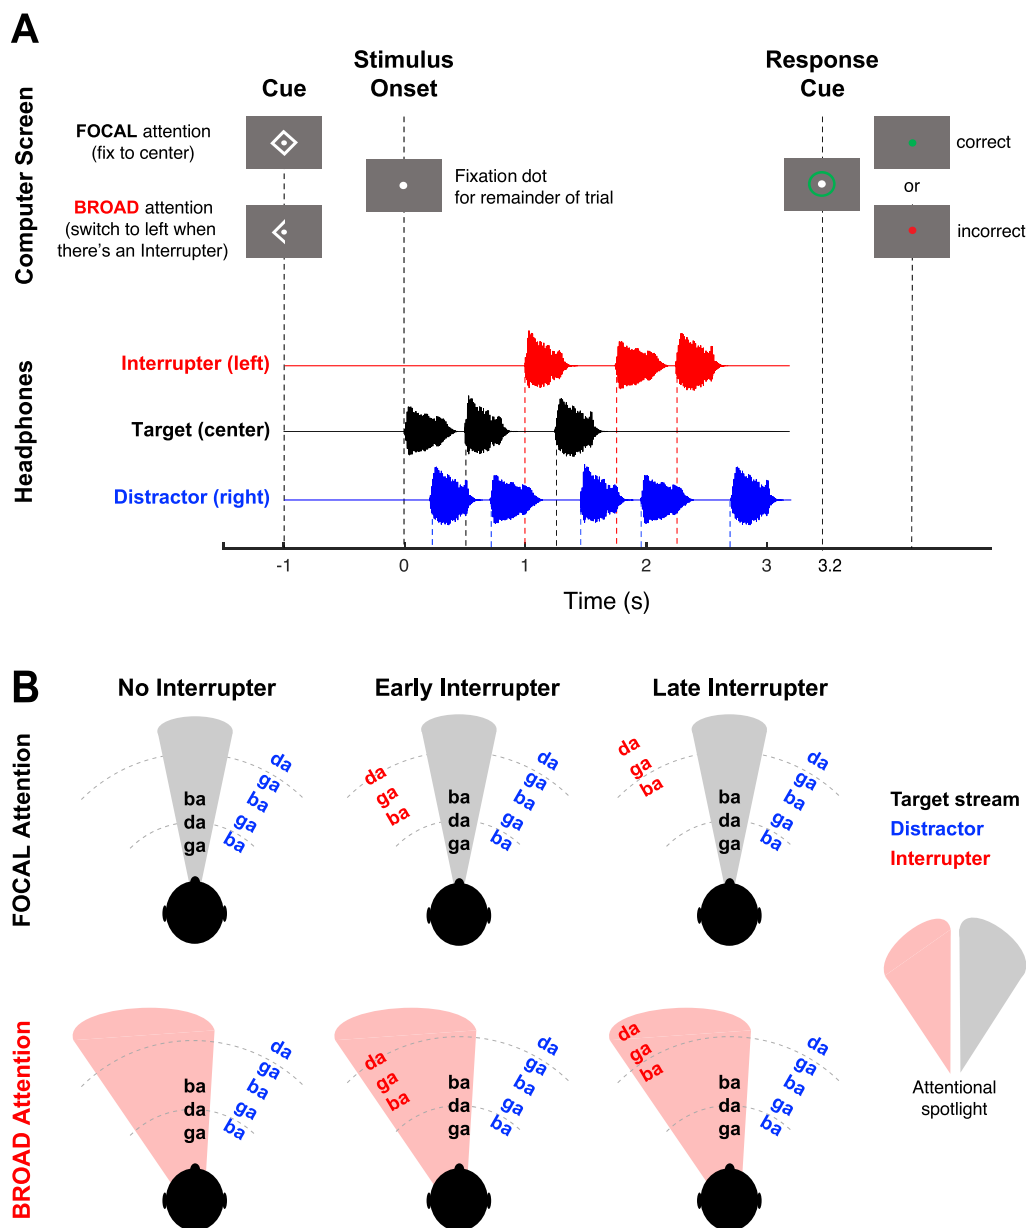 A
Computer Screen
Cue
Stimulus
Onset
Response
Cue
FOCAL attention
(fix to center)
BROAD attention
(switch to left when
there's an Interrupter)
Fixation dot
for remainder of trial
correct
or
incorrect
Headphones
Interrupter (left)
Target (center)
Distractor (right)
-1
0
1
2
3
3.2
Time (s)
B
No Interrupter
Early Interrupter
Late Interrupter
FOCAL Attention
da
ga
ba
ga
ba
ba
da
ga
da
ga
ba
ba
da
ga
da
ga
ba
ga
ba
da
ga
ba
ba
da
ga
da
ga
ba
ga
ba
Target stream
Distractor
Interrupter
BROAD Attention
ba
da
ga
da
ga
ba
ga
ba
da
ga
ba
ba
da
ga
da
ga
ba
ga
ba
da
ga
ba
ba
da
ga
da
ga
ba
ga
ba
Attentional
spotlight